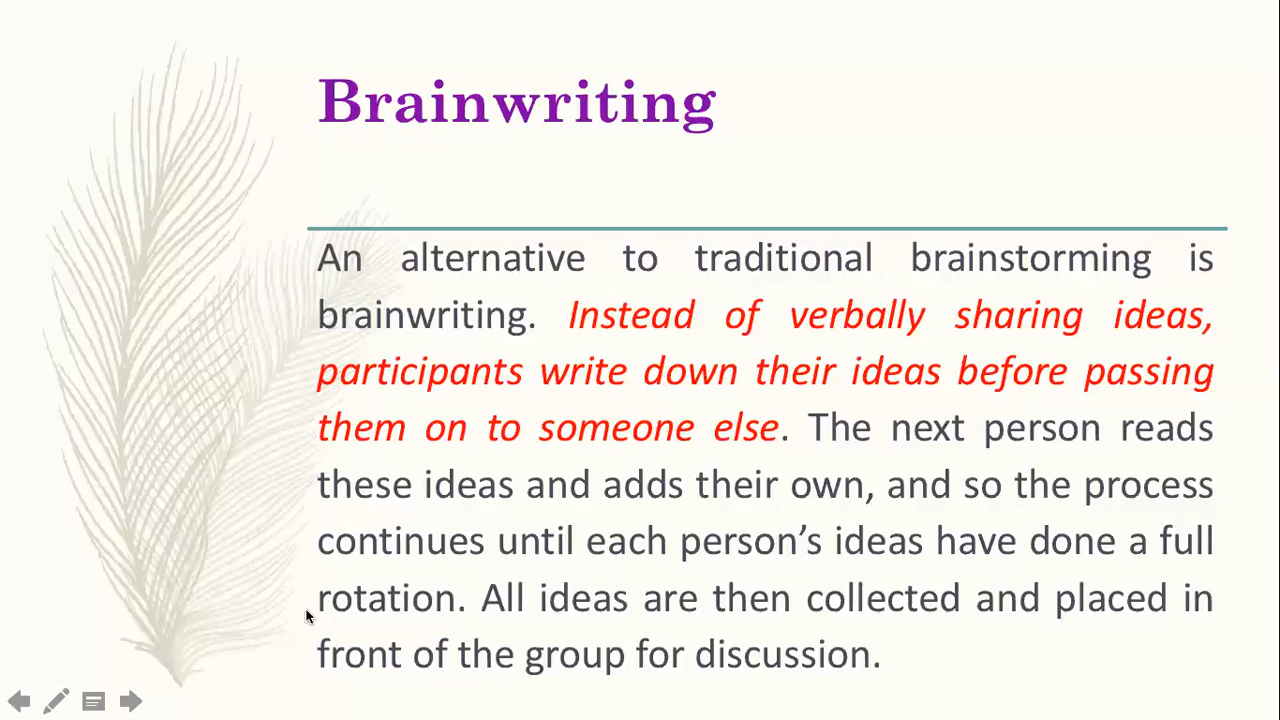 Brainwriting
An alternative to traditional brainstorming is
brainwriting. Instead of verbally sharing ideas,
participants write down their ideas before passing
them on to someone else. The next person reads
these ideas and adds their own, and so the process
continues until each person’s ideas have done a full
rotation. All ideas are then collected and placed in
front of the group for discussion.